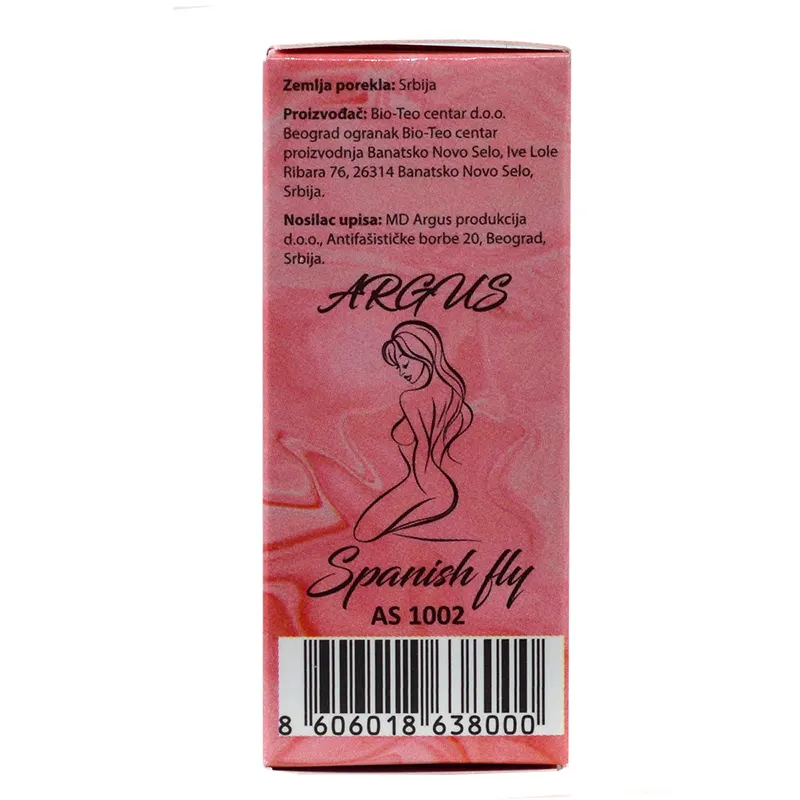 Zemlja porekla: Srbija
Proizvođač: Bio-Teo centar d.o.o.
Beograd ogranak Bio-Teo centar
proizvodnja Banatsko Novo Selo, Ive Lole
Ribara 76, 26314 Banatsko Novo Selo,
Srbija.
Nosilac upisa: MD Argus produkcija
d.o.o., Antifašističke borbe 20, Beograd,
Srbija.
ARGUS
Spanish fly
AS 1002
8 606018 638000